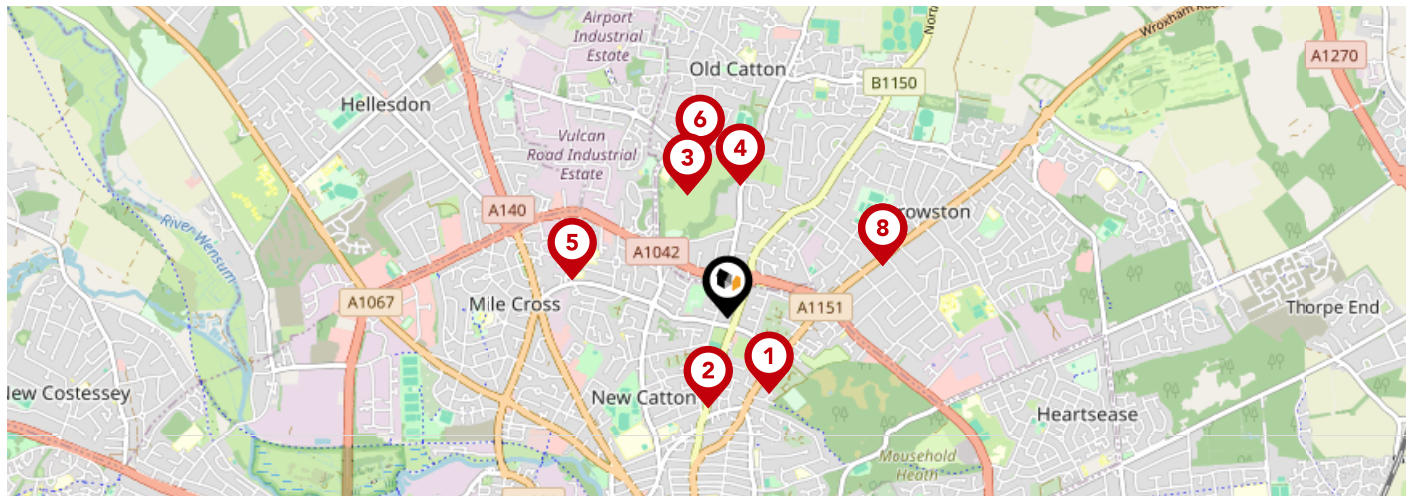 Airport
Industrial
Estate
Wroxham Road
A1270
Old Catton
B1150
Hellesdon
6
Vulcan
Road Industrial
Estate
3
4
A140
River Wensum
8
5
A1042
A1067
Mile Cross
A1151
Thorpe End
2
1
New Costessey
New Catton
Heartsease
Mousehold
Heath